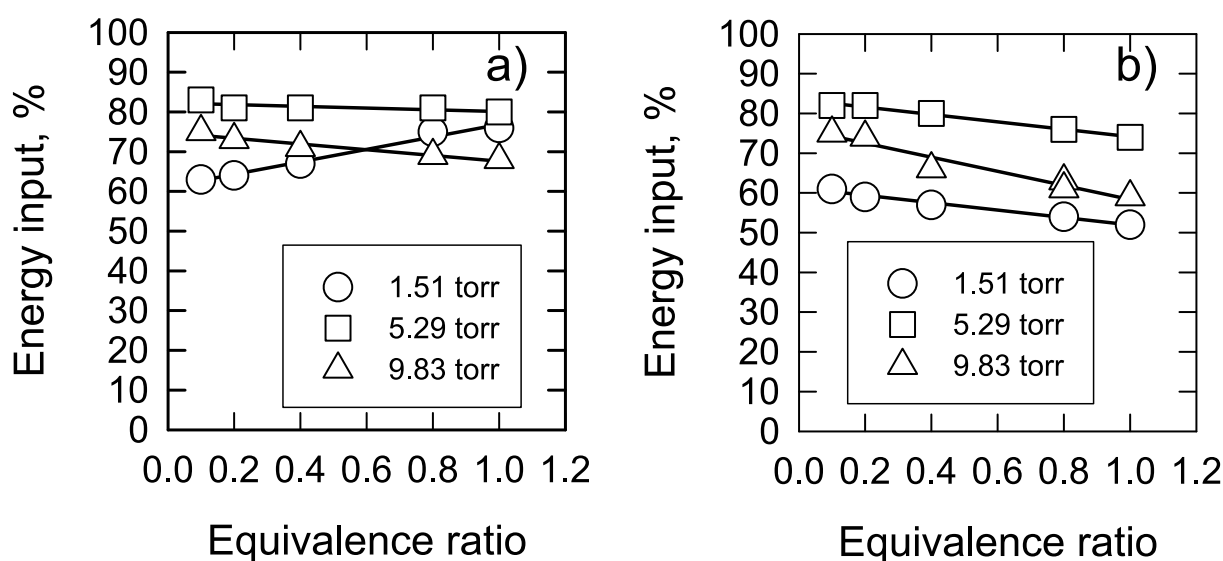 a)
Energy input, %
100
90
80
70
60
50
40
30
20
10
0
1.51 torr
5.29 torr
9.83 torr
0.0 0.2 0.4 0.6 0.8 1.0 1.2
Equivalence ratio
b)
Energy input, %
100
90
80
70
60
50
40
30
20
10
0
1.51 torr
5.29 torr
9.83 torr
0.0 0.2 0.4 0.6 0.8 1.0 1.2
Equivalence ratio